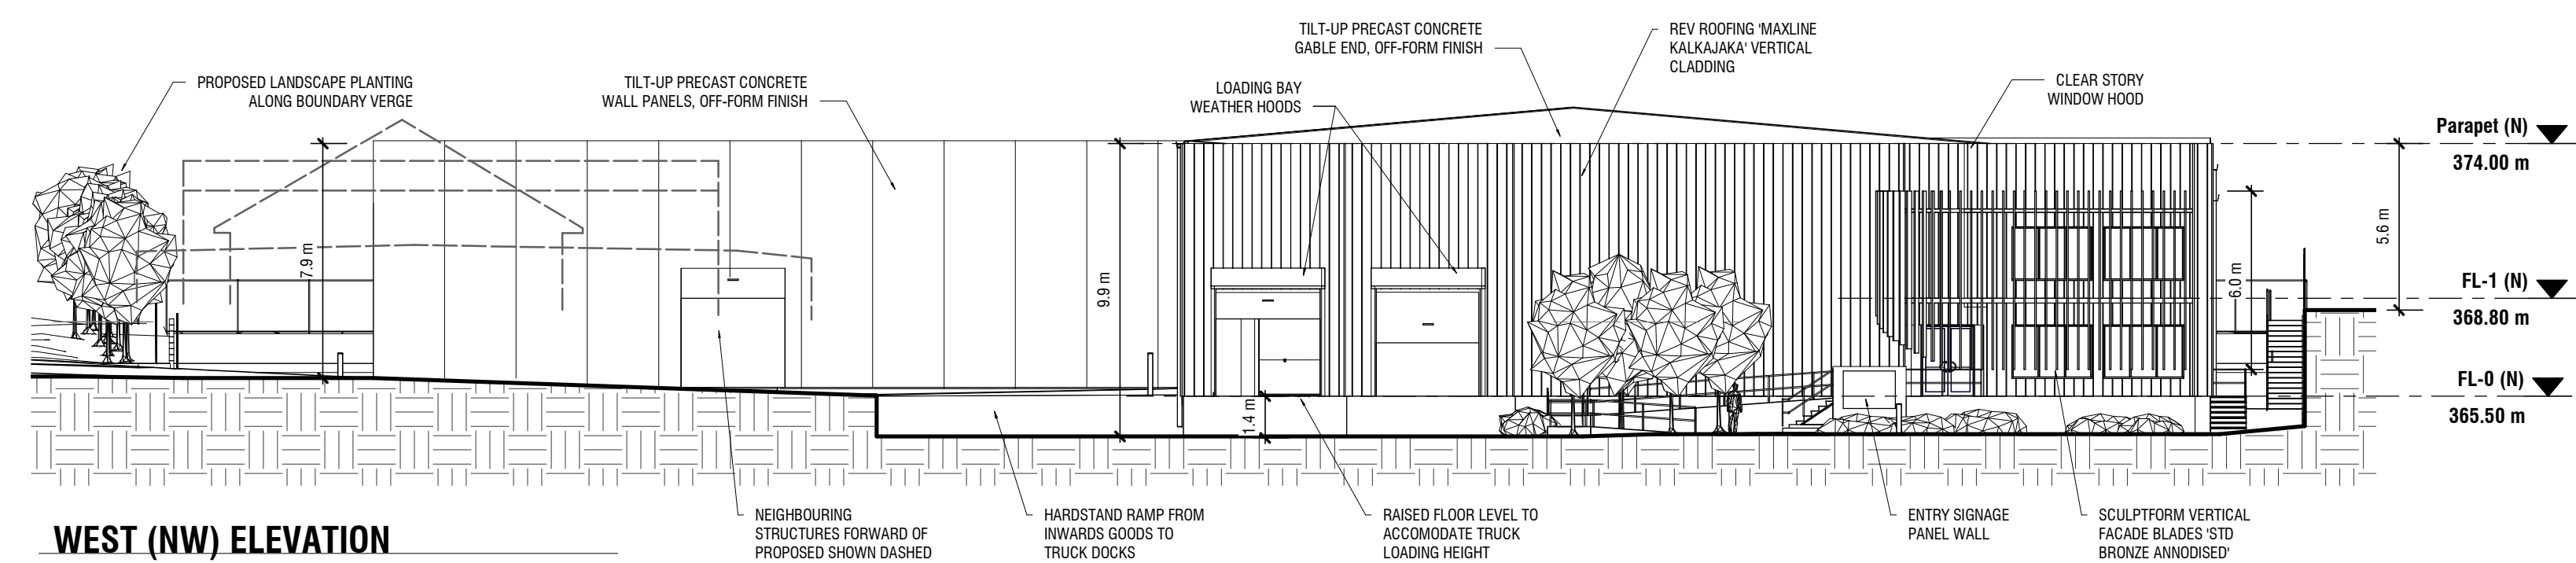 TILT-UP PRECAST CONCRETE
GABLE END, OFF-FORM FINISH
REV ROOFING 'MAXLINE
KALKAJAKA' VERTICAL
CLADDING
PROPOSED LANDSCAPE PLANTING
ALONG BOUNDARY VERGE
TILT-UP PRECAST CONCRETE
WALL PANELS, OFF-FORM FINISH
LOADING BAY
WEATHER HOODS
CLEAR STORY
WINDOW HOOD
Parapet (N)
374.00 m
5.6 m
7.9 m
9.9 m
6.0 m
FL-1 (N)
368.80 m
FL-0 (N)
365.50 m
1.4 m
NEIGHBOURING
STRUCTURES FORWARD OF
PROPOSED SHOWN DASHED
HARDSTAND RAMP FROM
INWARDS GOODS TO
TRUCK DOCKS
RAISED FLOOR LEVEL TO
ACCOMODATE TRUCK
LOADING HEIGHT
ENTRY SIGNAGE
PANEL WALL
SCULPTFORM VERTICAL
FACADE BLADES 'STD
BRONZE ANNODISED'
WEST (NW) ELEVATION